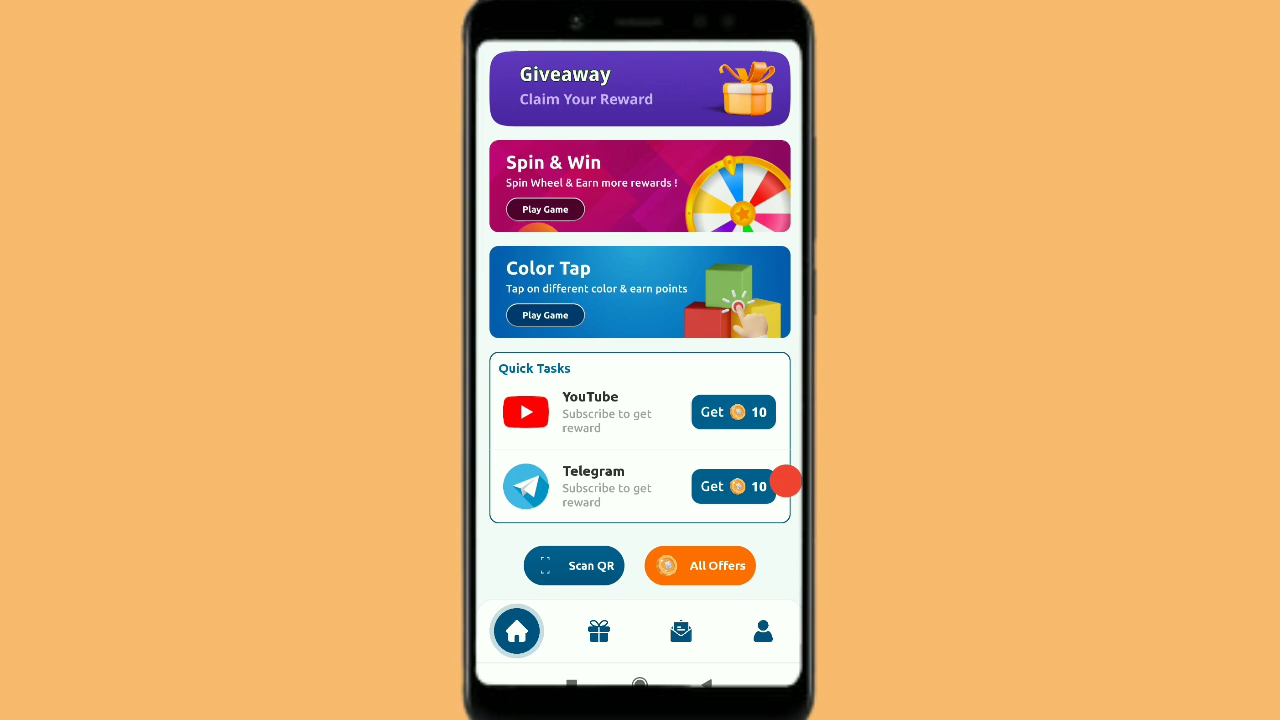 Giveaway
Claim Your Reward
Spin & Win
Spin Wheel & Earn more rewards !
Play Game
Color Tap
Tap on different color & earn points
Play Game
Quick Tasks
YouTube
Subscribe to get
reward
Get 10
Telegram
Subscribe to get
reward
Get 10
Scan QR
All Offers